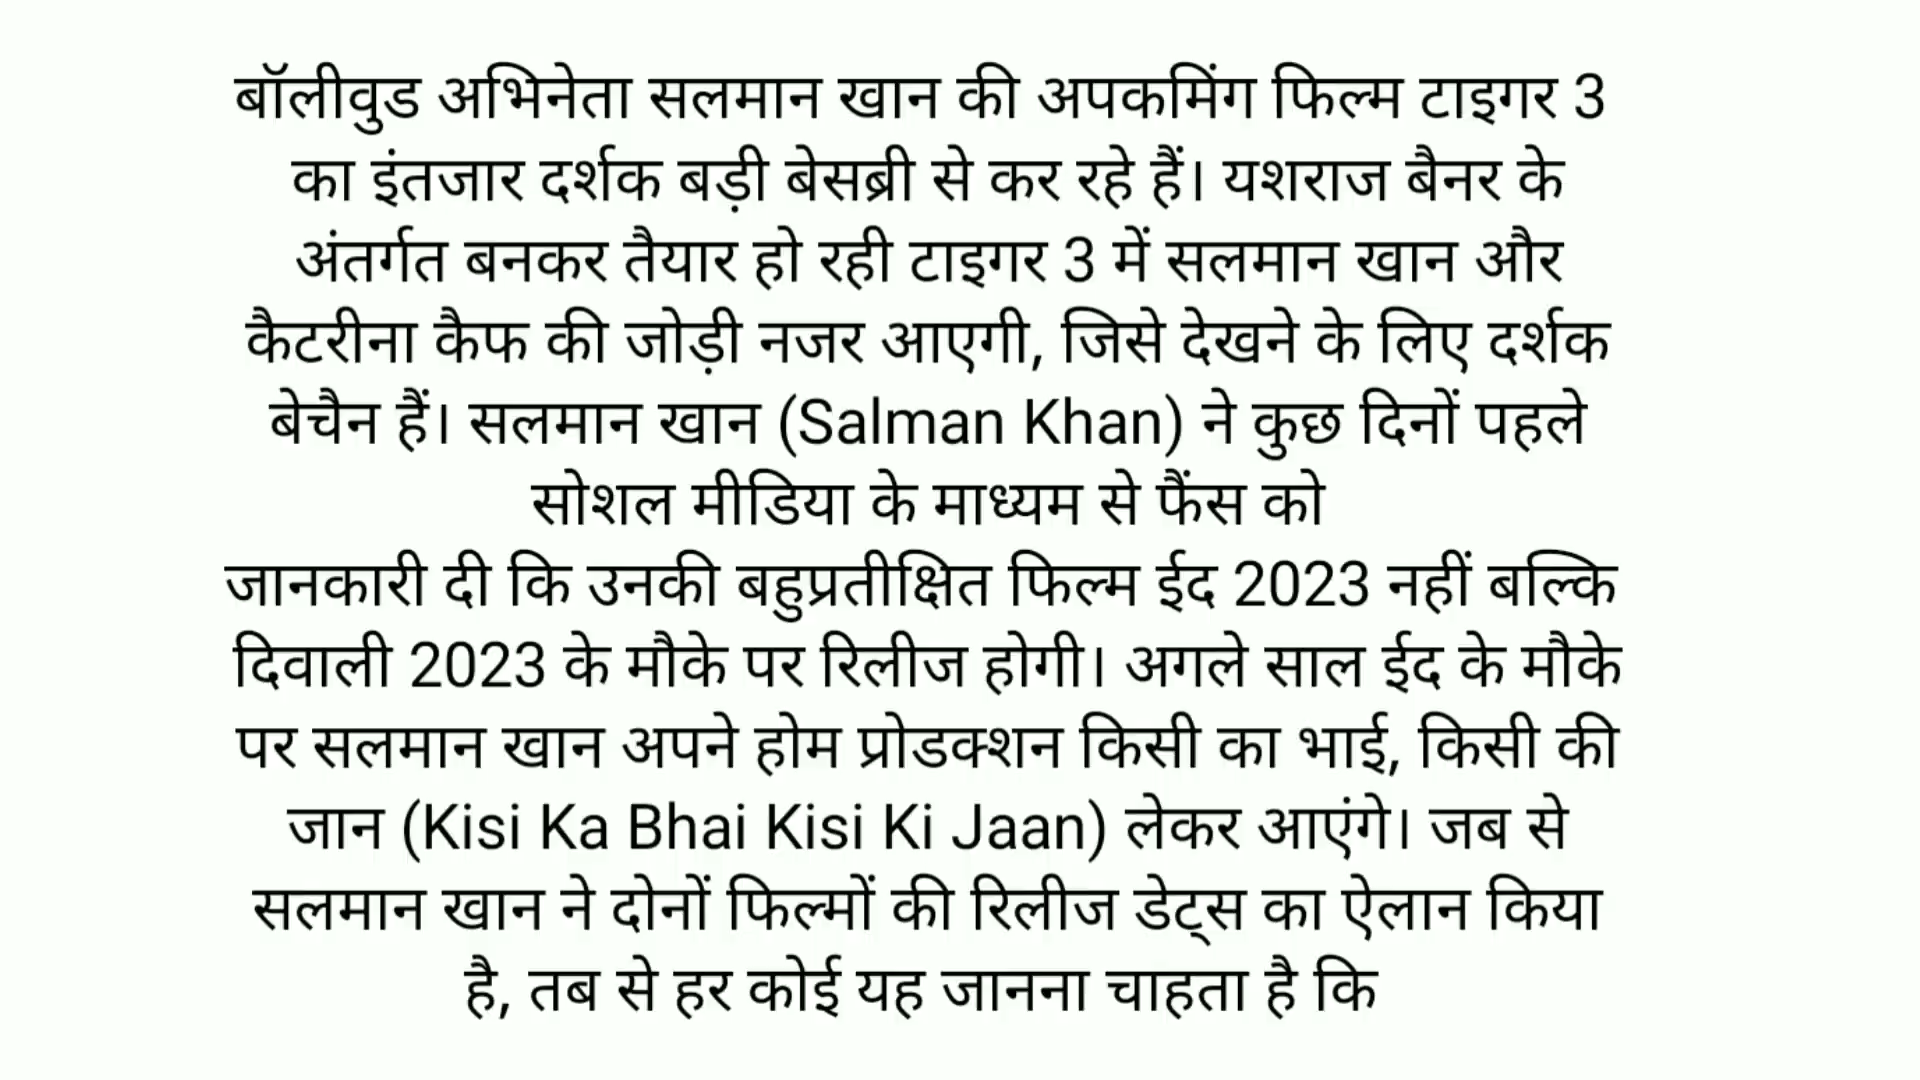 बॉलीवुड अभिनेता सलमान खान की अपकमिंग फिल्म टाइगर 3
का इंतजार दर्शक बड़ी बेसब्री से कर रहे हैं। यशराज बैनर के
अंतर्गत बनकर तैयार हो रही टाइगर 3 में सलमान खान और
कैटरीना कैफ की जोड़ी नजर आएगी, जिसे देखने के लिए दर्शक
बेचैन हैं। सलमान खान (Salman Khan) ने कुछ दिनों पहले
सोशल मीडिया के माध्यम से फैंस को
जानकारी दी कि उनकी बहुप्रतीक्षित फिल्म ईद 2023 नहीं बल्कि
दिवाली 2023 के मौके पर रिलीज होगी। अगले साल ईद के मौके
पर सलमान खान अपने होम प्रोडक्शन किसी का भाई, किसी की
जान (Kisi Ka Bhai Kisi Ki Jaan) लेकर आएंगे। जब से
सलमान खान ने दोनों फिल्मों की रिलीज डेट्स का ऐलान किया
है, तब से हर कोई यह जानना चाहता है कि